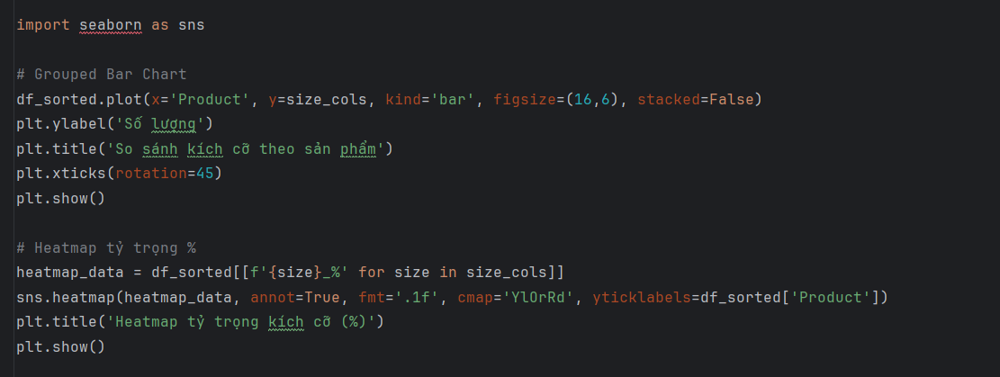 import seaborn as sns
# Grouped Bar Chart
df_sorted.plot(x='Product', y=size_cols, kind='bar', figsize=(16,6), stacked=False)
plt.ylabel('Số lượng')
plt.title('So sánh kích cỡ theo sản phẩm')
plt.xticks(rotation=45)
plt.show()
# Heatmap tỷ trọng %
heatmap_data = df_sorted[[f'{size}_%' for size in size_cols]]
sns.heatmap(heatmap_data, annot=True, fmt='.1f', cmap='YlOrRd', yticklabels=df_sorted['Product'])
plt.title('Heatmap tỷ trọng kích cỡ (%)')
plt.show()